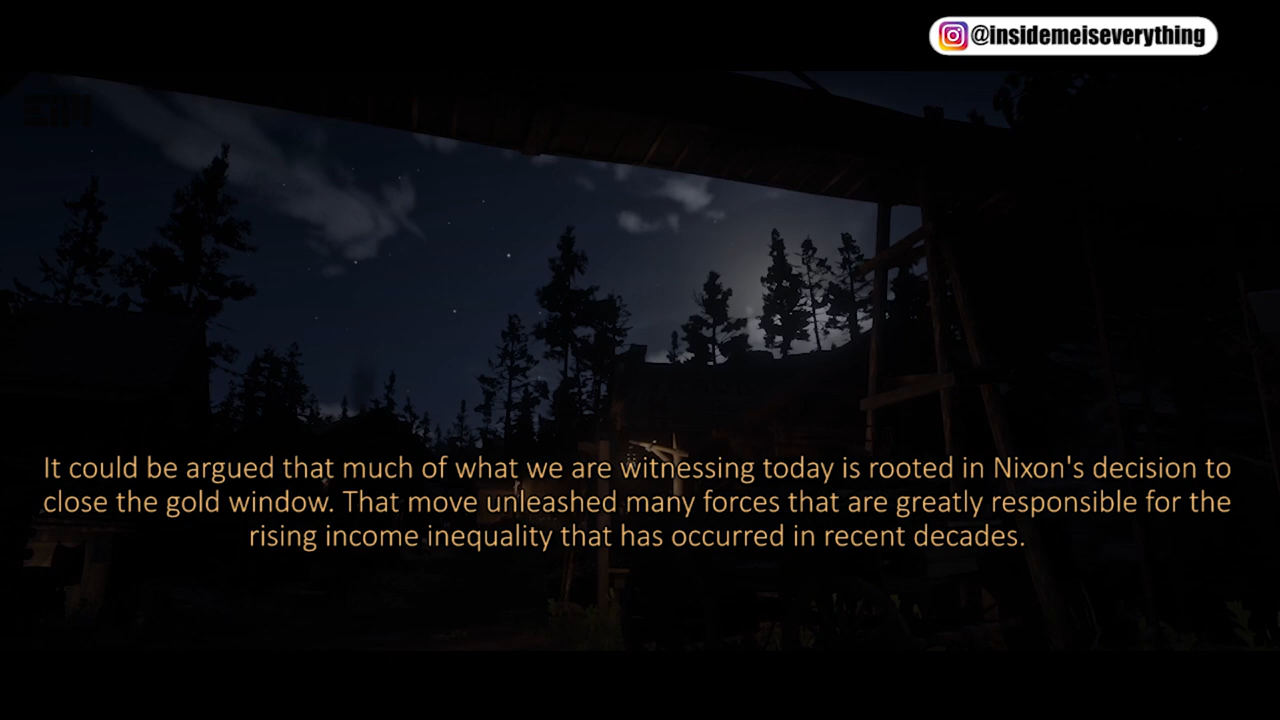 @insidemeiseverything
It could be argued that much of what we are witnessing today is rooted in Nixon's decision to
close the gold window. That move unleashed many forces that are greatly responsible for the
rising income inequality that has occurred in recent decades.